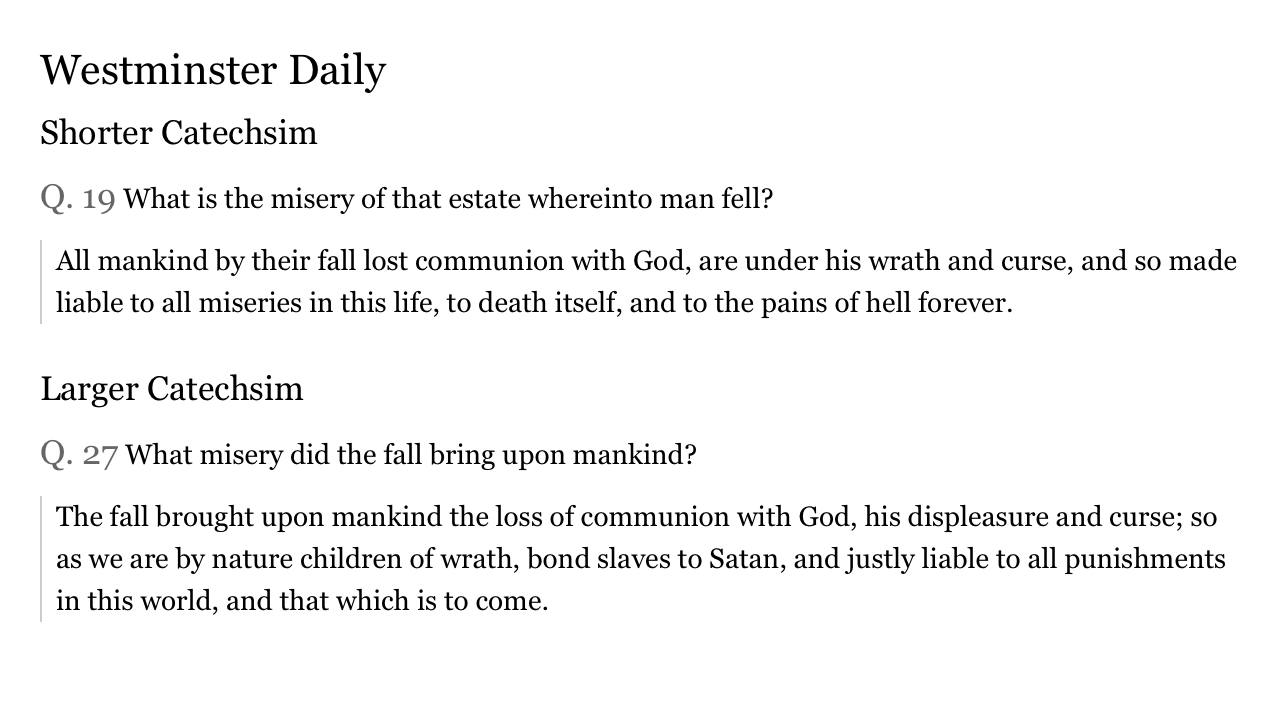 Westminster Daily
Shorter Catechsim
Q. 19 What is the misery of that estate whereinto man fell?
All mankind by their fall lost communion with God, are under his wrath and curse, and so made
liable to all miseries in this life, to death itself, and to the pains of hell forever.
Larger Catechsim
Q. 27 What misery did the fall bring upon mankind?
The fall brought upon mankind the loss of communion with God, his displeasure and curse; so
as we are by nature children of wrath, bond slaves to Satan, and justly liable to all punishments
in this world, and that which is to come.